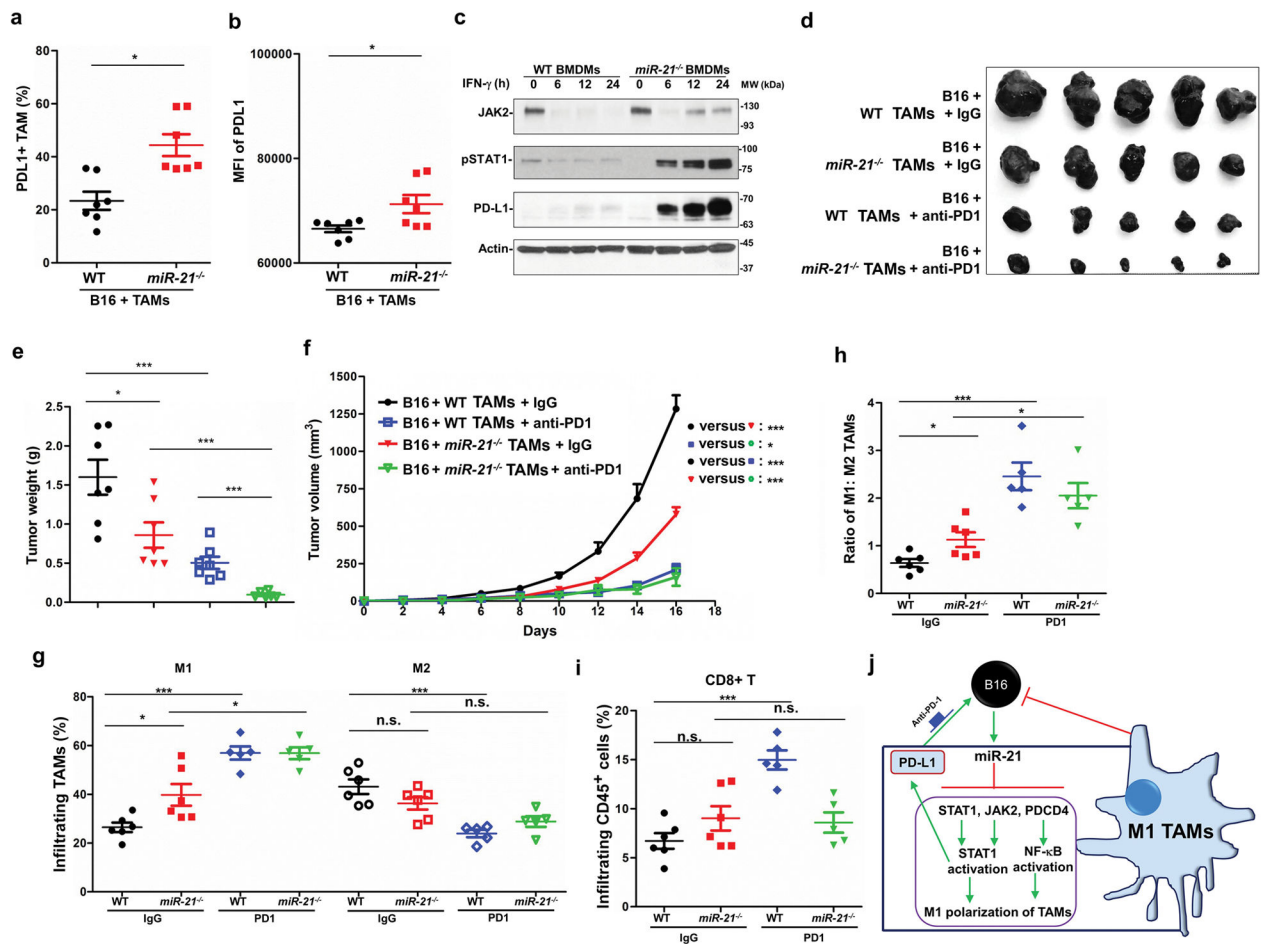 a
80
60
40
20
0
PDL1+ TAM (%)
*
WT
miR-21-/-
B16 + TAMs
b
100000
80000
60000
MFI of PDL1
*
WT
miR-21-/-
B16 + TAMs
c
WT BMDMs
miR-21-/- BMDMs
IFN-γ (h)
0 6 12 24 0 6 12 24
MW (kDa)
JAK2-
-130
-93
pSTAT1-
-100
-75
PD-L1-
-70
-63
Actin-
-45
-37
d
B16 +
WT TAMs + IgG
B16 +
miR-21-/- TAMs + IgG
B16 +
WT TAMs + anti-PD1
B16 +
miR-21-/- TAMs + anti-PD1
e
***
*
***
***
2.5
2.0
1.5
1.0
0.5
0.0
Tumor weight (g)
f
1500
1250
1000
750
500
250
0
Tumor volume (mm3)
B16 + WT TAMs + IgG
B16 + WT TAMs + anti-PD1
B16 + miR-21-/- TAMs + IgG
B16 + miR-21-/- TAMs + anti-PD1
versus : ***
versus : *
versus : ***
versus : ***
0 2 4 6 8 10 12 14 16 18
Days
h
4
3
2
1
0
Ratio of M1: M2 TAMs
***
*
*
WT
miR-21-/-
WT
miR-21-/-
IgG
PD1
g
M1
M2
80
60
40
20
0
Infiltrating TAMs (%)
***
*
*
***
n.s.
n.s.
WT
miR-21-/-
WT
miR-21-/-
WT
miR-21-/-
WT
miR-21-/-
IgG
PD1
IgG
PD1
i
CD8+ T
20
15
10
5
0
Infiltrating CD45+ cells (%)
***
n.s.
n.s.
WT
miR-21-/-
WT
miR-21-/-
IgG
PD1
j
B16
Anti-PD-1
PD-L1
miR-21
STAT1, JAK2, PDCD4
STAT1
activation
NF-κB
activation
M1 polarization of TAMs
M1 TAMs